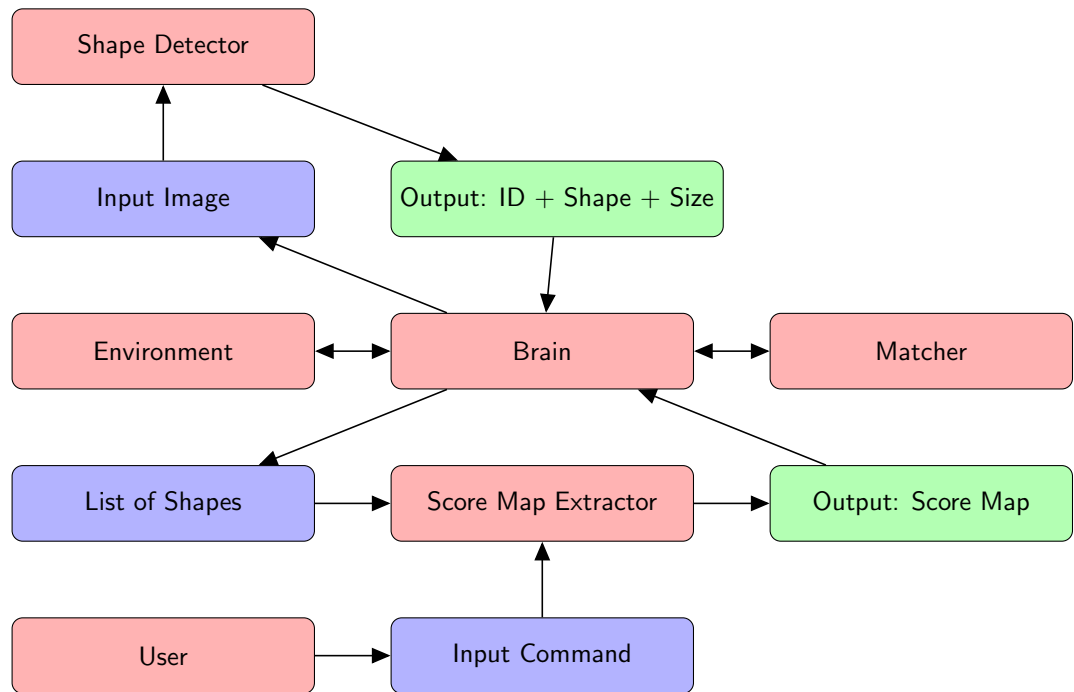 Shape Detector
Input Image
Output: ID + Shape + Size
Environment
Brain
Matcher
List of Shapes
Score Map Extractor
Output: Score Map
User
Input Command